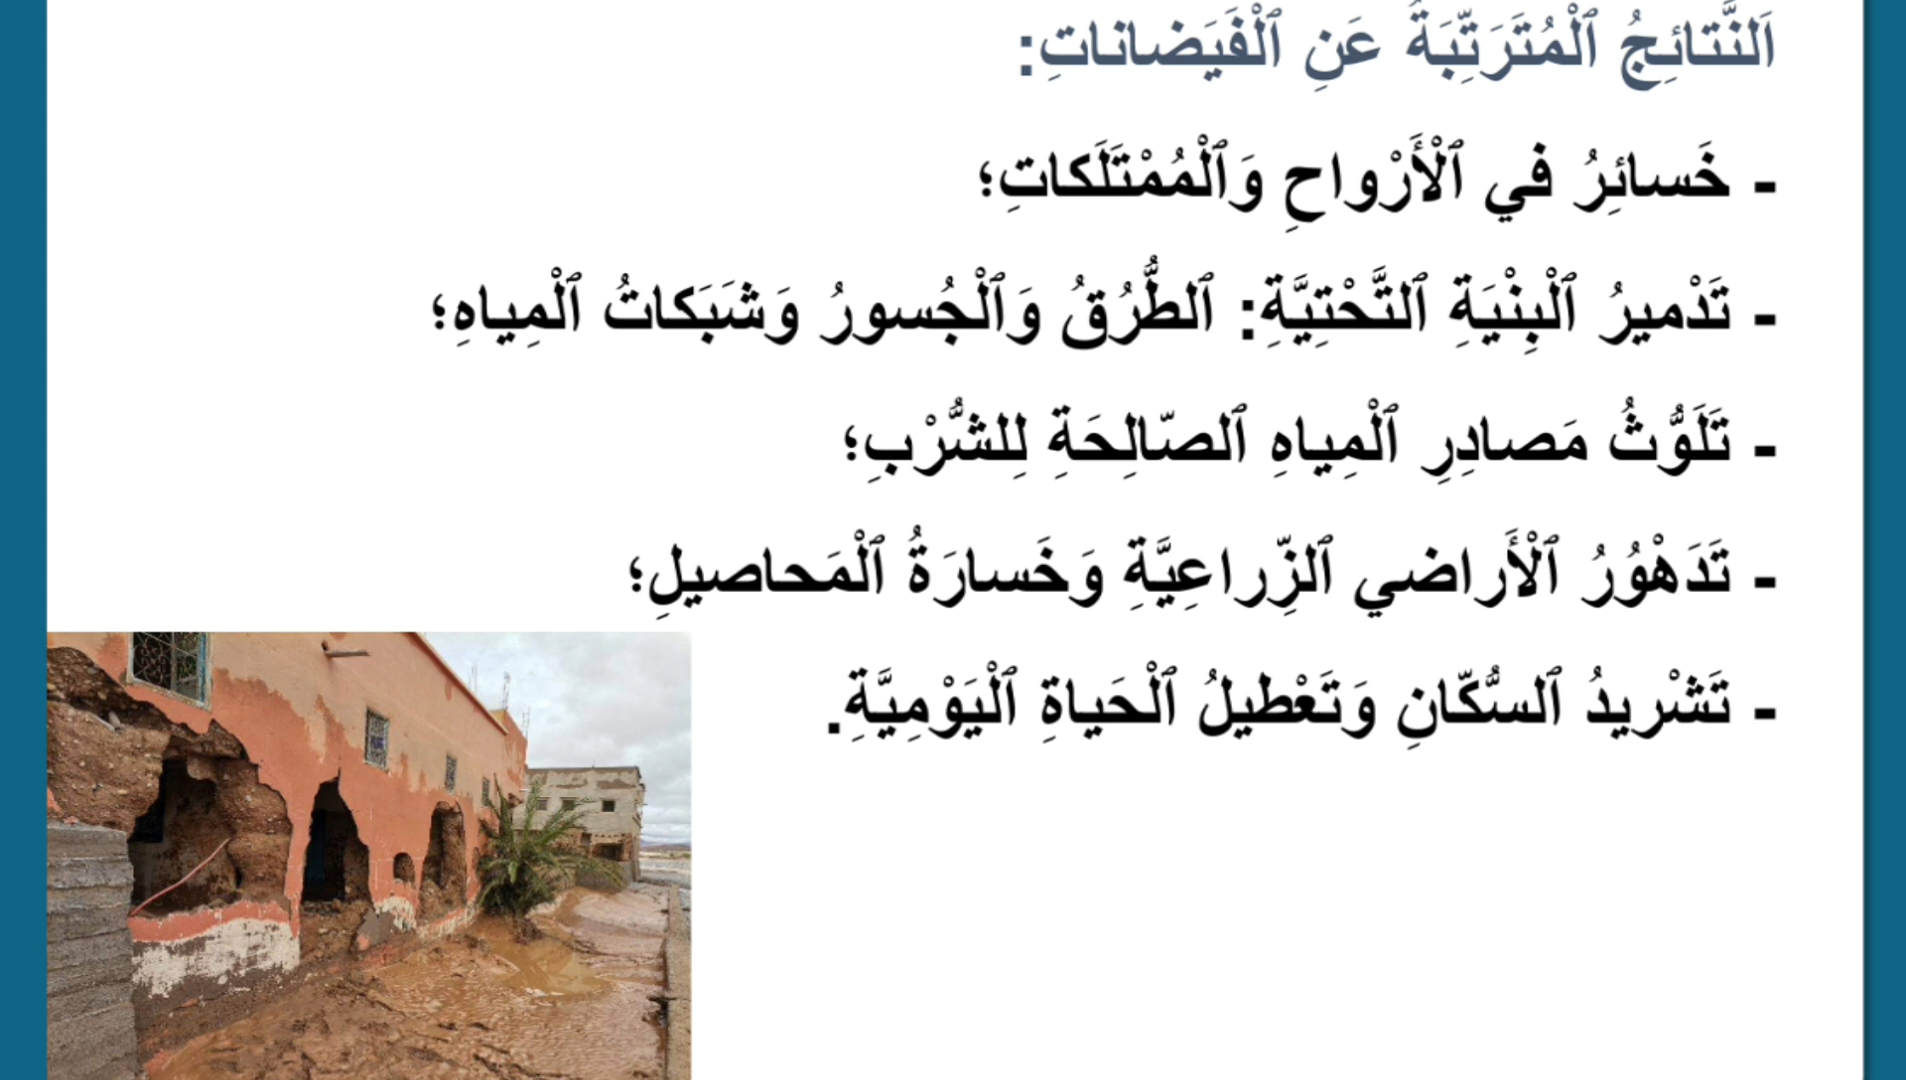 اَلنَّتائِجُ ٱلْمُتَرَتِّبَةُ عَنِ ٱلْفَيَضاناتِ:
- خَسائِرُ في ٱلْأَرْواحِ وَٱلْمُمْتَلَكاتِ؛
- تَدْميرُ ٱلْبِنْيَةِ ٱلتَّحْتِيَّةِ: ٱلطُّرُقُ وَٱلْجُسورُ وَشَبَكاتُ ٱلْمِياهِ؛
- تَلَوُّثُ مَصادِرِ ٱلْمِياهِ ٱلصّالِحَةِ لِلشُّرْبِ؛
- تَدَهْوُرُ ٱلْأَراضي ٱلزِّراعِيَّةِ وَخَسارَةُ ٱلْمَحاصيلِ؛
- تَشْريدُ ٱلسُّكّانِ وَتَعْطيلُ ٱلْحَياةِ ٱلْيَوْمِيَّةِ.